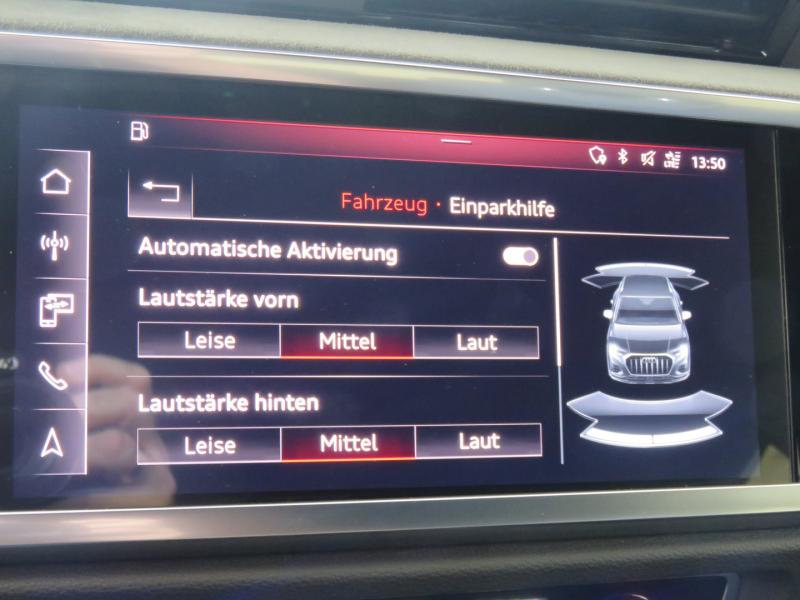 13:50
Fahrzeug · Einparkhilfe
Automatische Aktivierung
Lautstärke vorn
Leise Mittel Laut
Lautstärke hinten
Leise Mittel Laut